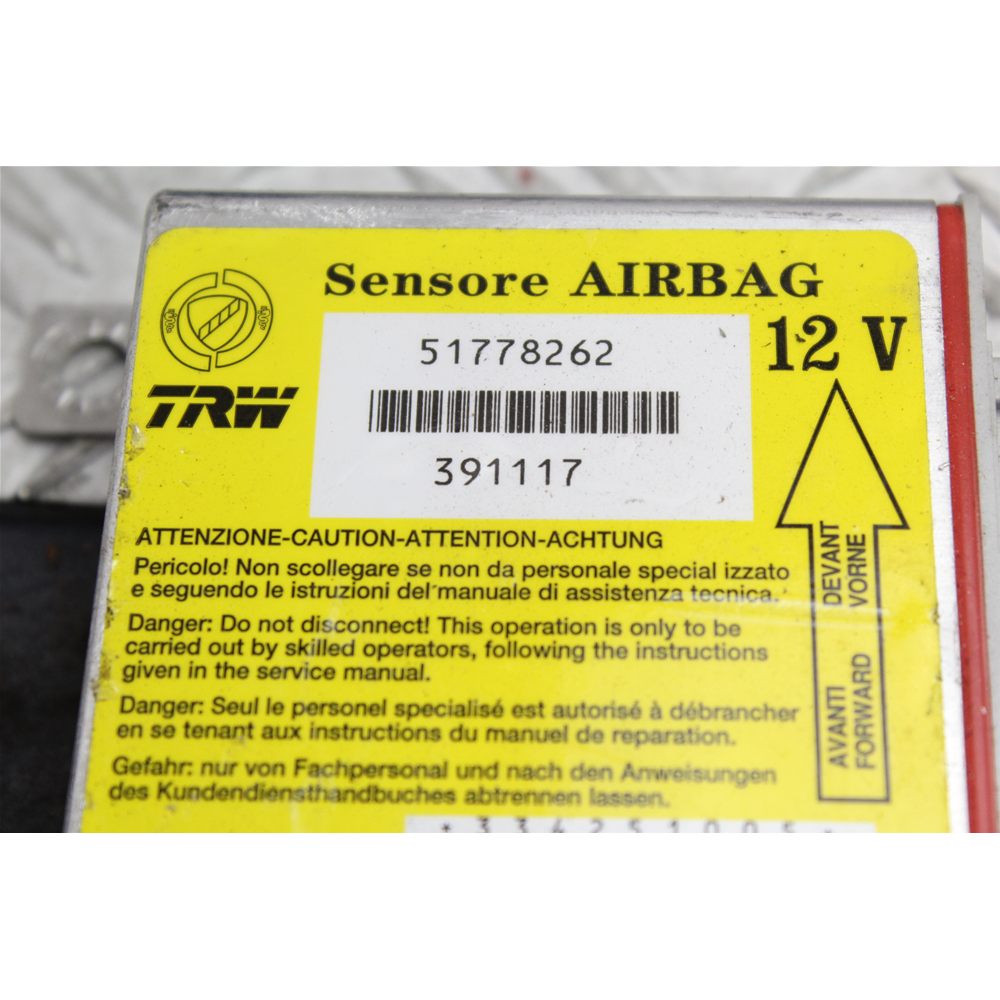 Sensore AIRBAG
51778262
12 V
TRW
391117
ATTENZIONE-CAUTION-ATTENTION-ACHTUNG
Pericolo! Non scollegare se non da personale special izzato
e seguendo le istruzioni del manuale di assistenza tecnica.
Danger: Do not disconnect! This operation is only to be
carried out by skilled operators, following the instructions
given in the service manual.
Danger: Seul le personel specialisé est autorisé à débrancher
en se tenant aux instructions du manuel de reparation.
Gefahr: nur von Fachpersonal und nach den Anweisungen
des Kundendiensthandbuches abtrennen lassen.
AVANTI DEVANT
FORWARD VORNE